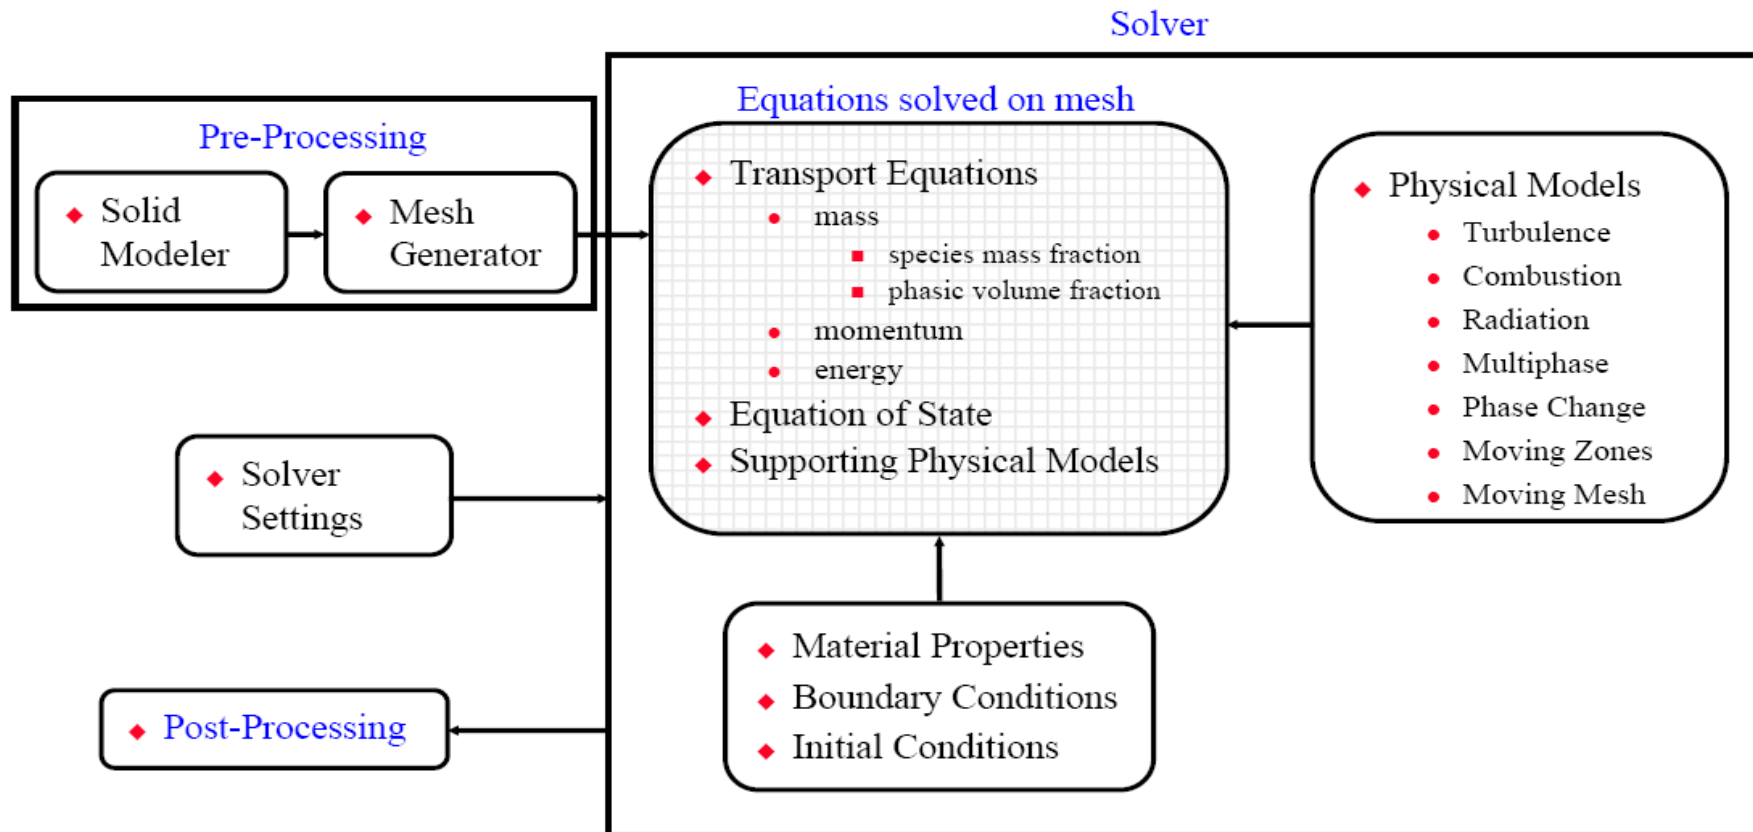 Solver
Pre-Processing
Solid
Modeler
Mesh
Generator
Equations solved on mesh
Transport Equations
mass
species mass fraction
phasic volume fraction
momentum
energy
Equation of State
Supporting Physical Models
Physical Models
Turbulence
Combustion
Radiation
Multiphase
Phase Change
Moving Zones
Moving Mesh
Solver
Settings
Material Properties
Boundary Conditions
Initial Conditions
Post-Processing